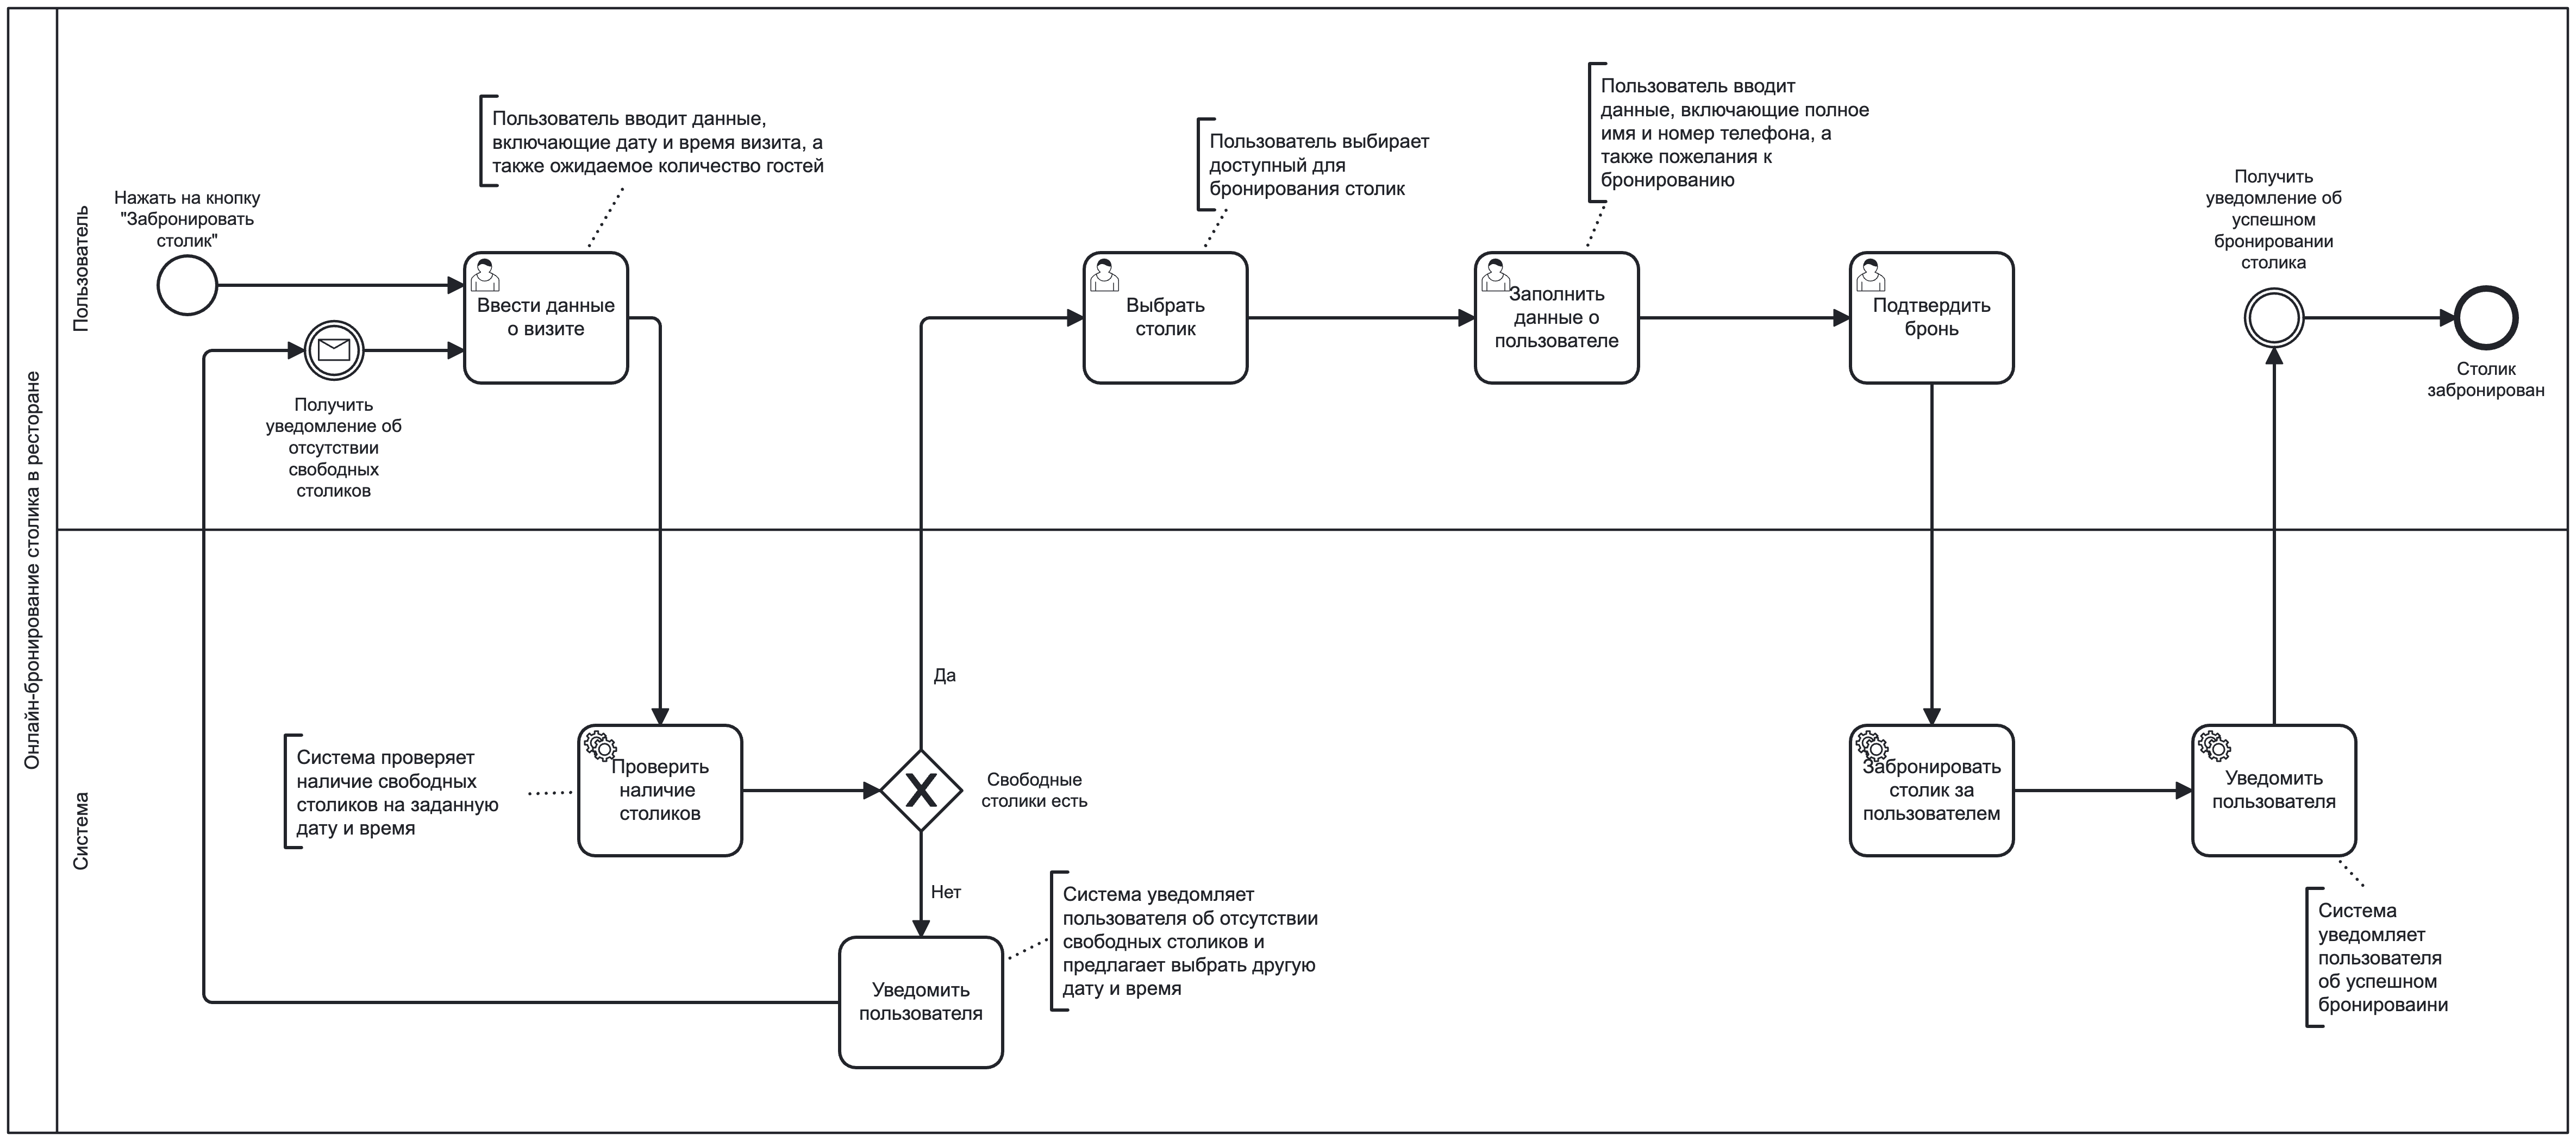 Онлайн-бронирование столика в ресторане
Пользователь
Нажать на кнопку
"Забронировать
столик"
Получить
уведомление об
отсутствии
свободных
столиков
Пользователь вводит данные,
включающие дату и время визита, а
также ожидаемое количество гостей
Ввести данные
о визите
Пользователь выбирает
доступный для
бронирования столик
Выбрать
столик
Пользователь вводит
данные, включающие полное
имя и номер телефона, а
также пожелания к
бронированию
Заполнить
данные о
пользователе
Подтвердить
бронь
Получить
уведомление об
успешном
бронировании
столика
Столик
забронирован
Система
Система проверяет
наличие свободных
столиков на заданную
дату и время
Проверить
наличие
столиков
Да
Свободные
столики есть
Нет
Уведомить
пользователя
Система уведомляет
пользователя об отсутствии
свободных столиков и
предлагает выбрать другую
дату и время
Забронировать
столик за
пользователем
Уведомить
пользователя
Система
уведомляет
пользователя
об успешном
бронироваини